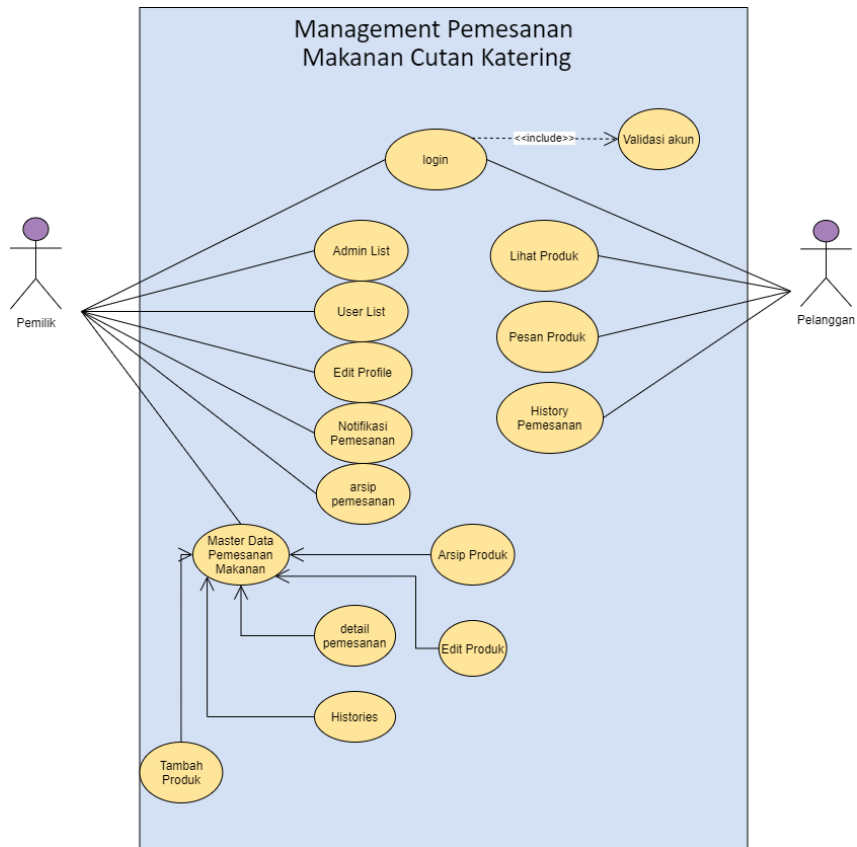 Management Pemesanan
Makanan Cutan Katering
<<include>>
Validasi akun
login
Admin List
Lihat Produk
User List
Pemilik
Pelanggan
Pesan Produk
Edit Profile
History
Pemesanan
Notifikasi
Pemesanan
arsip
pemesanan
Master Data
Pemesanan
Makanan
Arsip Produk
detail
pemesanan
Edit Produk
Histories
Tambah
Produk